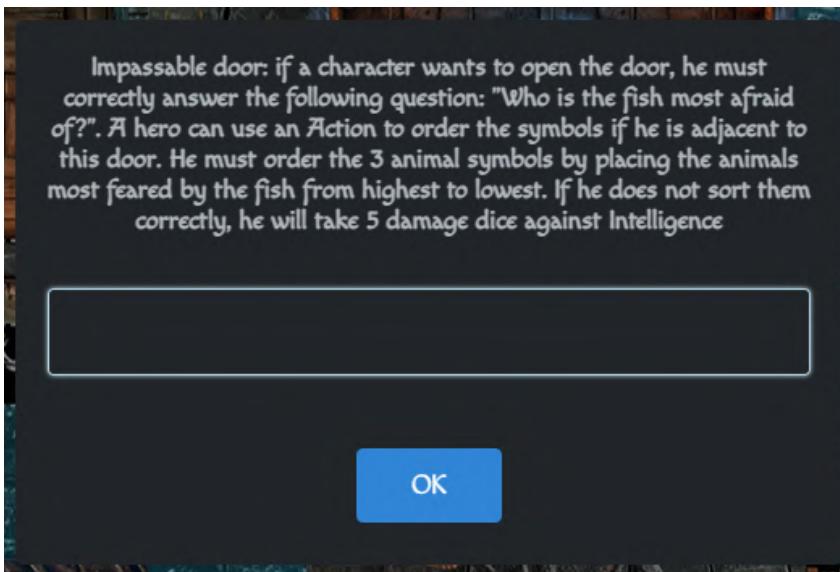 Impassable door: if a character wants to open the door, he must
correctly answer the following question: "Who is the fish most afraid
of?". A hero can use an Action to order the symbols if he is adjacent to
this door. He must order the 3 animal symbols by placing the animals
most feared by the fish from highest to lowest. If he does not sort them
correctly, he will take 5 damage dice against Intelligence
OK